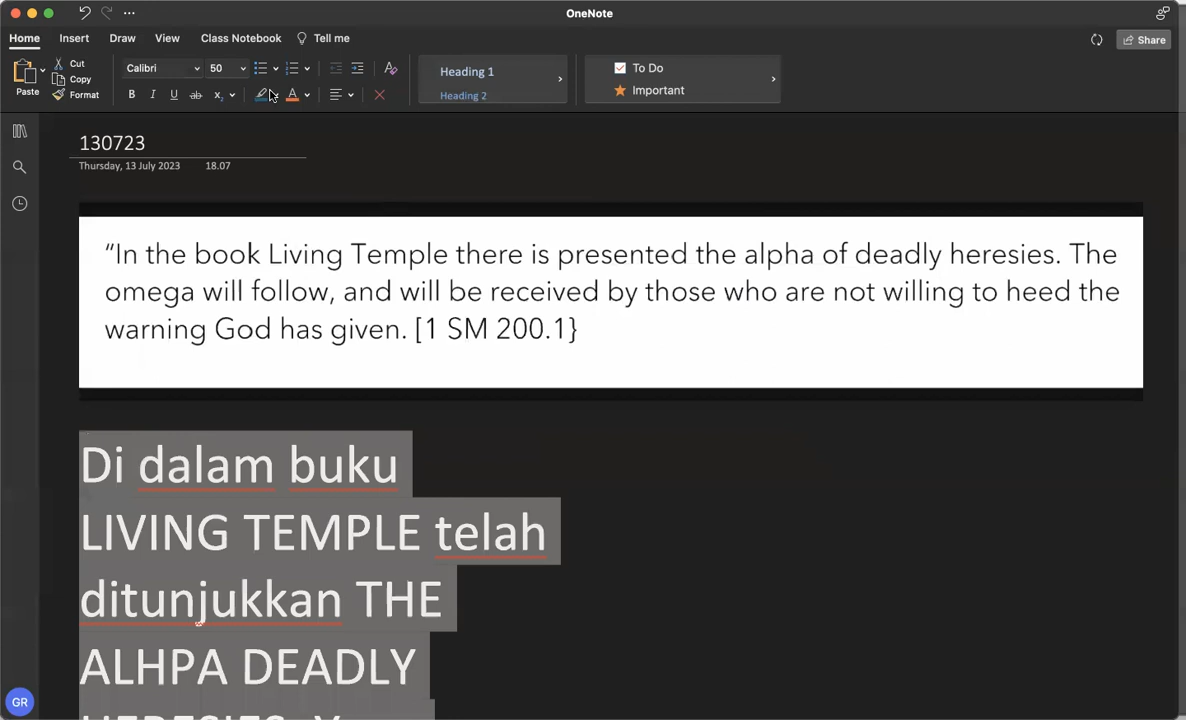 OneNote
Home Insert Draw View Class Notebook Tell me
Share
Paste
Cut
Copy
Format
Calibri 50
B I U ab x₂ A
Heading 1
Heading 2
To Do
Important
130723
Thursday, 13 July 2023 18.07
“In the book Living Temple there is presented the alpha of deadly heresies. The
omega will follow, and will be received by those who are not willing to heed the
warning God has given. [1 SM 200.1}
Di dalam buku
LIVING TEMPLE telah
ditunjukkan THE
ALHPA DEADLY
GR